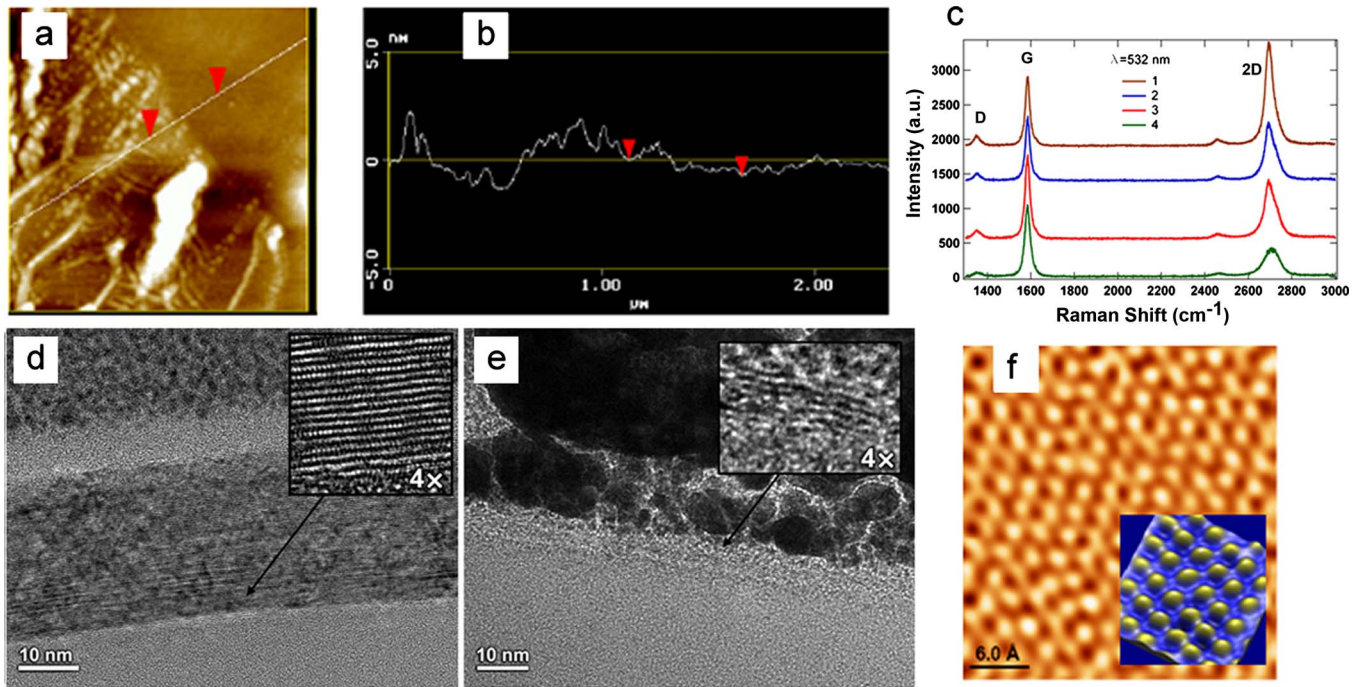 a
b
nM
5.0
0
-5.0
0
1.00
2.00
μM
c
λ=532 nm
1
2
3
4
D
G
2D
3000
2500
2000
1500
1000
500
0
Intensity (a.u.)
1400 1600 1800 2000 2200 2400 2600 2800 3000
Raman Shift (cm-1)
d
4×
10 nm
e
4×
10 nm
f
6.0 Å